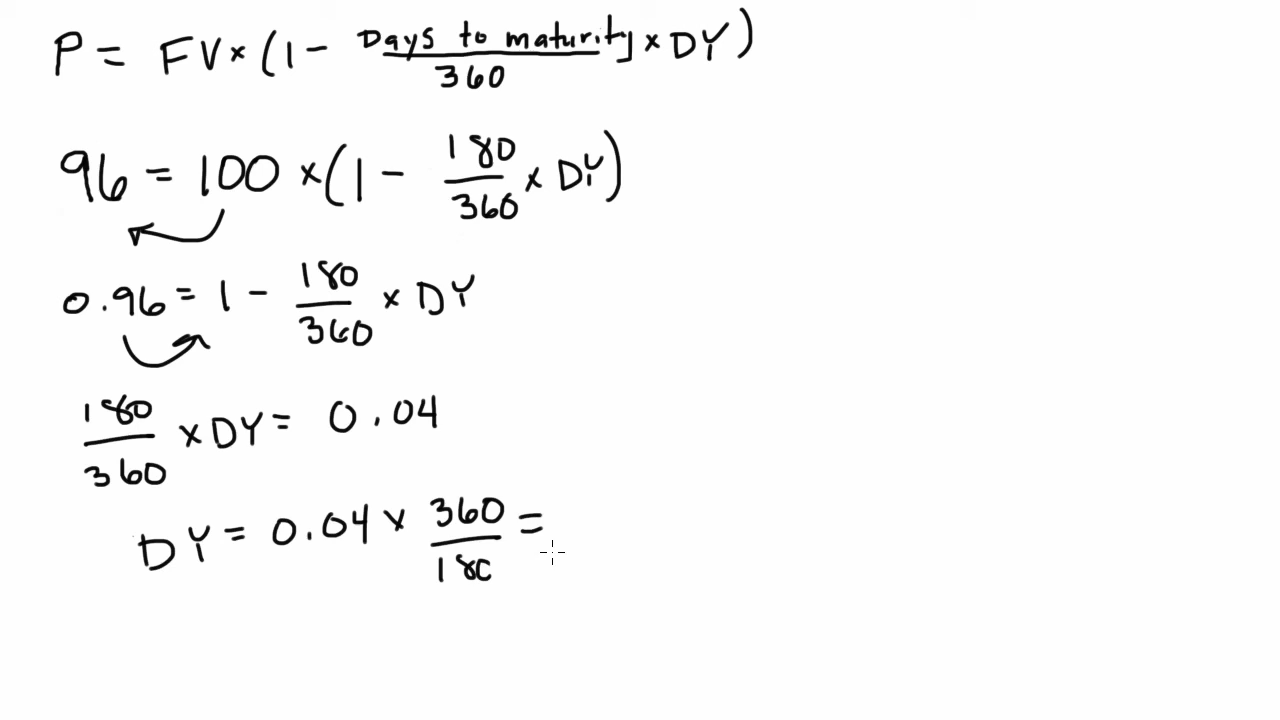 P = FV × (1 - Days to maturity/360 × DY)
96 = 100 × (1 - 180/360 × DY)
0.96 = 1 - 180/360 × DY
180/360 × DY = 0.04
DY = 0.04 × 360/180 =